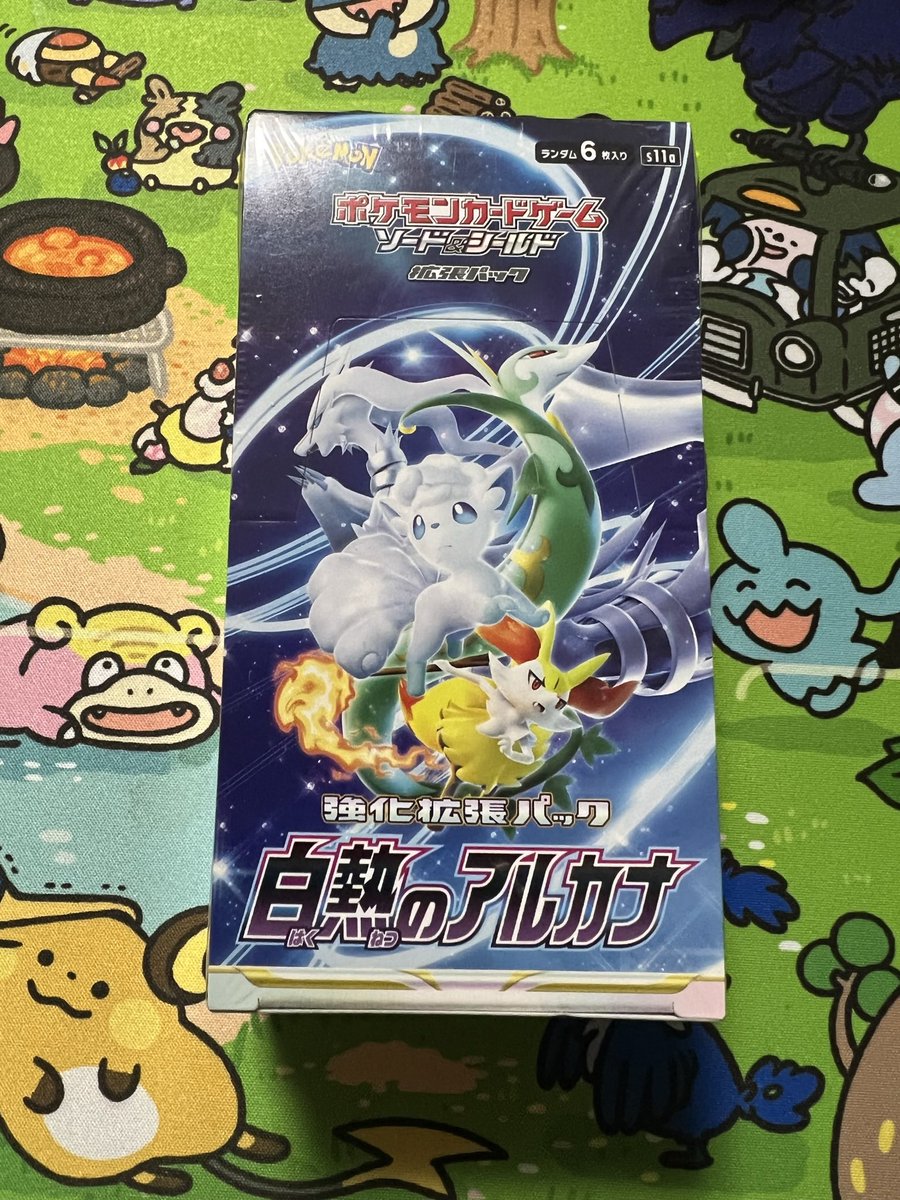 POKÉMON
ランダム6枚入り s11a
ポケモンカードゲーム
ソード&シールド
拡張パック
強化拡張パック
白熱のアルカナ
はく ねつ